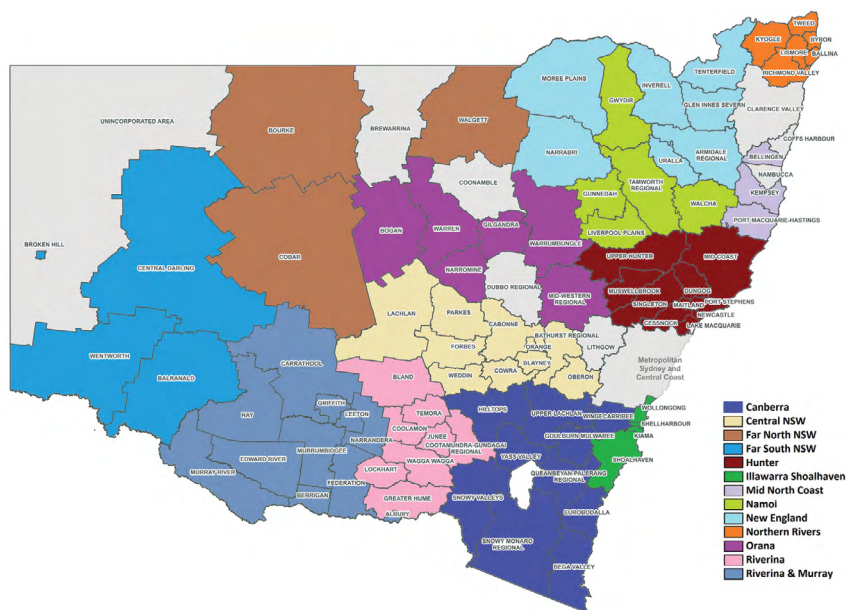 TWEED
KYOGLE
BYRON
LISMORE
BALLINA
RICHMOND VALLEY
TENTERFIELD
MOREE PLAINS
INVERELL
GWYDIR
GLEN INNES SEVERN
CLARENCE VALLEY
UNINCORPORATED AREA
BOURKE
BREWARRINA
WALGETT
COFFS HARBOUR
NARRABRI
ARMIDALE
REGIONAL
URALLA
BELLINGEN
NAMBUCCA
COONAMBLE
TAMWORTH
REGIONAL
GUNNEDAH
WALCHA
KEMPSEY
PORT MACQUARIE-HASTINGS
BOGAN
WARREN
GILGANDRA
WARRUMBUNGLE
LIVERPOOL PLAINS
BROKEN HILL
COBAR
CENTRAL DARLING
UPPER HUNTER
MID-COAST
NARROMINE
DUBBO REGIONAL
MID-WESTERN
REGIONAL
MUSWELLBROOK
DUNGOG
SINGLETON
MAITLAND
PORT STEPHENS
NEWCASTLE
CESSNOCK
LAKE MACQUARIE
LACHLAN
PARKES
CABONNE
BATHURST REGIONAL
ORANGE
LITHGOW
FORBES
BLAYNEY
WEDDIN
COWRA
OBERON
Metropolitan
Sydney and
Central Coast
WENTWORTH
BALRANALD
CARRATHOOL
BLAND
HAY
GRIFFITH
LEETON
TEMORA
COOLAMON
JUNEE
COOTAMUNDRA-GUNDAGAI
REGIONAL
HILLTOPS
UPPER LACHLAN
WINGECARRIBEE
WOLLONGONG
SHELLHARBOUR
KIAMA
GOULBURN MULWAREE
SHOALHAVEN
NARRANDERA
MURRUMBIDGEE
EDWARD RIVER
MURRAY RIVER
WAGGA WAGGA
LOCKHART
YASS VALLEY
QUEANBEYAN-PALERANG
REGIONAL
FEDERATION
BERRIGAN
GREATER HUME
ALBURY
SNOWY VALLEYS
EUROBODALLA
SNOWY MONARO
REGIONAL
BEGA VALLEY
Canberra
Central NSW
Far North NSW
Far South NSW
Hunter
Illawarra Shoalhaven
Mid North Coast
Namoi
New England
Northern Rivers
Orana
Riverina
Riverina & Murray